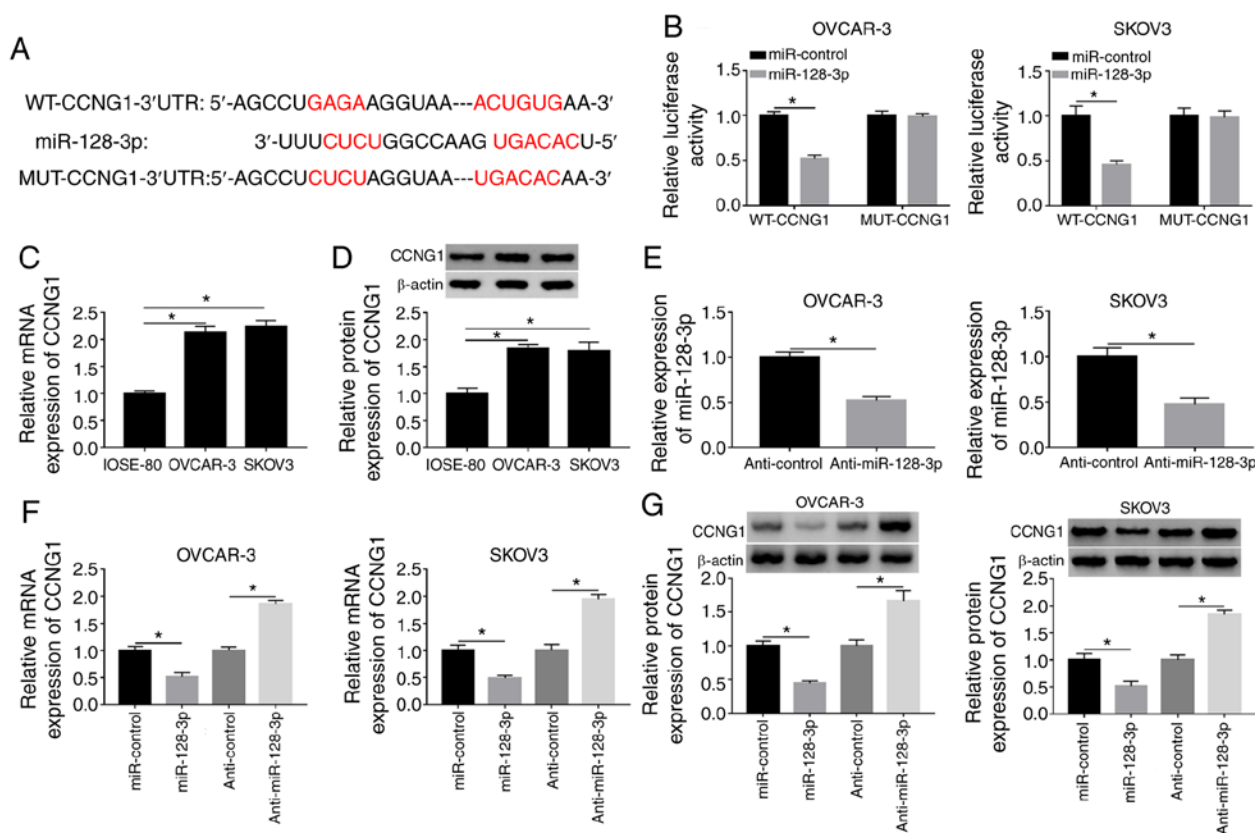 A
WT-CCNG1-3′UTR: 5′-AGCCUGAGAAGGUAA---ACUGUGAA-3′
miR-128-3p: 3′-UUUCUCUGGCCAAG UGACACU-5′
MUT-CCNG1-3′UTR:5′-AGCCUCUCUAGGUAA---UGACACAA-3′
B
OVCAR-3
miR-control
miR-128-3p
Relative luciferase
activity
1.5
1.0
0.5
0.0
*
WT-CCNG1 MUT-CCNG1
SKOV3
miR-control
miR-128-3p
Relative luciferase
activity
1.5
1.0
0.5
0.0
*
WT-CCNG1 MUT-CCNG1
C
Relative mRNA
expression of CCNG1
2.5
2.0
1.5
1.0
0.5
0.0
*
*
IOSE-80 OVCAR-3 SKOV3
D
CCNG1
β-actin
Relative protein
expression of CCNG1
2.5
2.0
1.5
1.0
0.5
0.0
*
*
IOSE-80 OVCAR-3 SKOV3
E
OVCAR-3
Relative expression
of miR-128-3p
1.5
1.0
0.5
0.0
*
Anti-control Anti-miR-128-3p
SKOV3
Relative expression
of miR-128-3p
1.5
1.0
0.5
0.0
*
Anti-control Anti-miR-128-3p
F
OVCAR-3
Relative mRNA
expression of CCNG1
2.5
2.0
1.5
1.0
0.5
0.0
*
*
miR-control
miR-128-3p
Anti-control
Anti-miR-128-3p
SKOV3
Relative mRNA
expression of CCNG1
2.5
2.0
1.5
1.0
0.5
0.0
*
*
miR-control
miR-128-3p
Anti-control
Anti-miR-128-3p
G
OVCAR-3
CCNG1
β-actin
Relative protein
expression of CCNG1
2.0
1.5
1.0
0.5
0.0
*
*
miR-control
miR-128-3p
Anti-control
Anti-miR-128-3p
SKOV3
CCNG1
β-actin
Relative protein
expression of CCNG1
2.5
2.0
1.5
1.0
0.5
0.0
*
*
miR-control
miR-128-3p
Anti-control
Anti-miR-128-3p